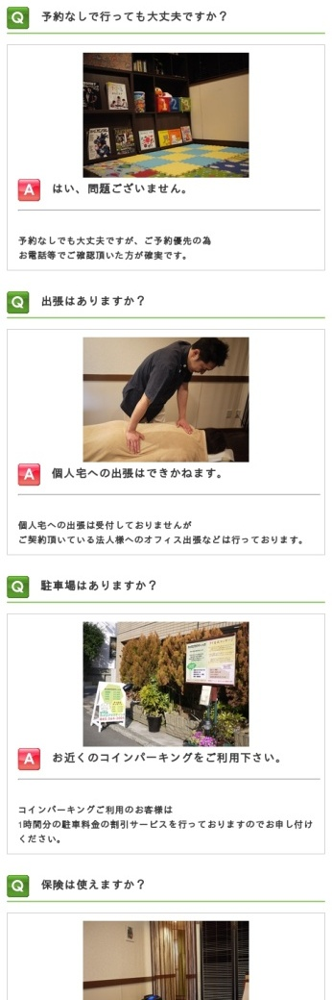 Q 予約なしで行っても大丈夫ですか？
A はい、問題ございません。
予約なしでも大丈夫ですが、ご予約優先の為
お電話等でご確認頂いた方が確実です。
Q 出張はありますか？
A 個人宅への出張はできかねます。
個人宅への出張は受付しておりませんが
ご契約頂いている法人様へのオフィス出張などは行っております。
Q 駐車場はありますか？
A お近くのコインパーキングをご利用下さい。
コインパーキングご利用のお客様は
1時間分の駐車料金の割引サービスを行っておりますのでお申し付け
ください。
Q 保険は使えますか？